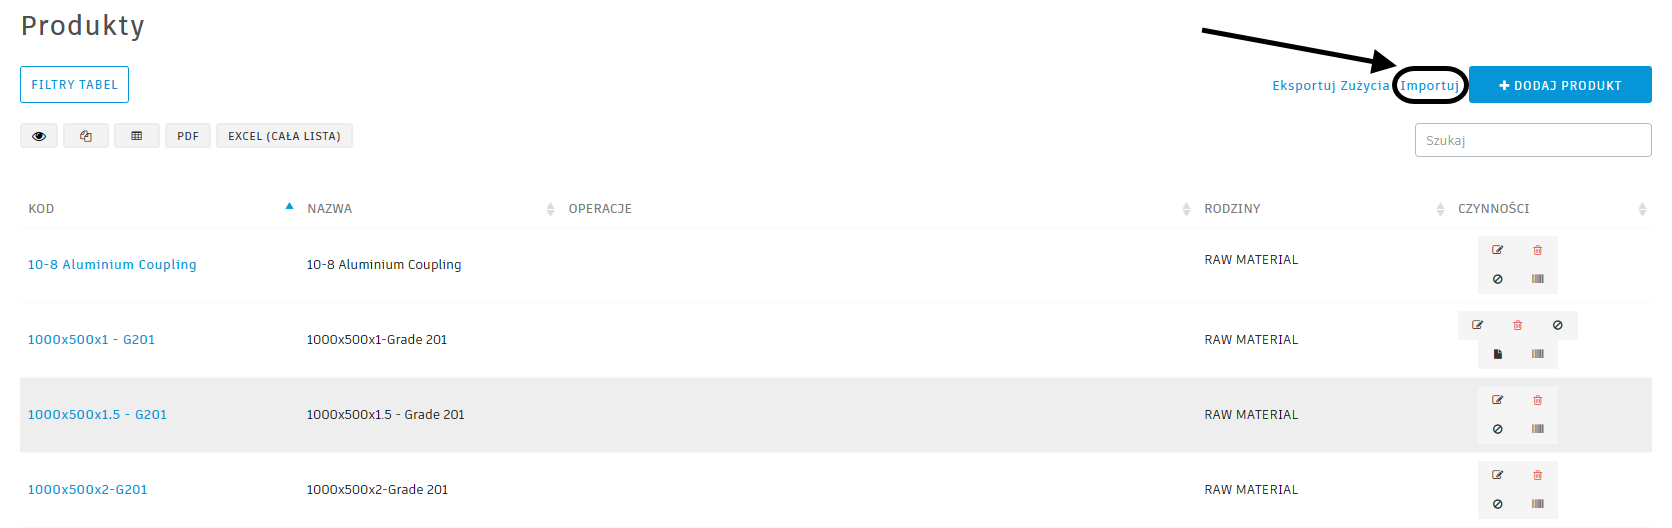 Produkty
FILTRY TABEL
Eksportuj Zużycia Importuj DODAJ PRODUKT
PDF EXCEL (CAŁA LISTA)
Szukaj
KOD NAZWA OPERACJE RODZINY CZYNNOŚCI
10-8 Aluminium Coupling 10-8 Aluminium Coupling RAW MATERIAL
1000x500x1 - G201 1000x500x1-Grade 201 RAW MATERIAL
1000x500x1.5 - G201 1000x500x1.5 - Grade 201 RAW MATERIAL
1000x500x2-G201 1000x500x2-Grade 201 RAW MATERIAL